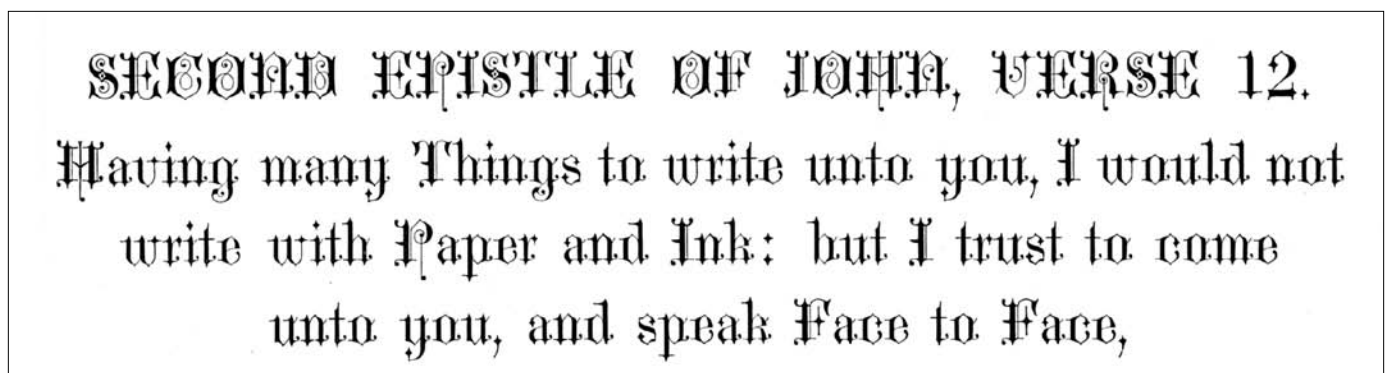 SECOND EPISTLE OF JOHN, VERSE 12.
Having many Things to write unto you, I would not
write with Paper and Ink: but I trust to come
unto you, and speak Face to Face,